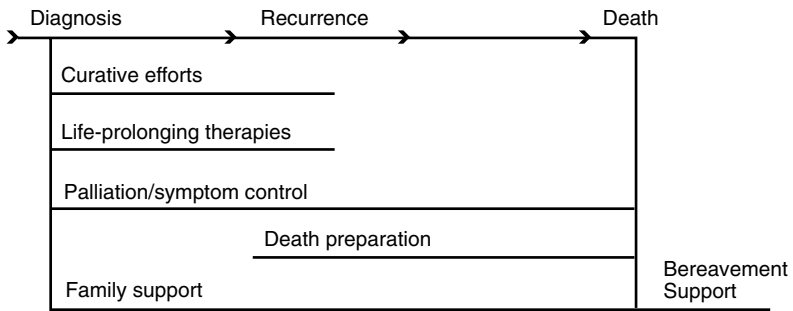 Diagnosis Recurrence Death
Curative efforts
Life-prolonging therapies
Palliation/symptom control
Death preparation
Family support
Bereavement
Support